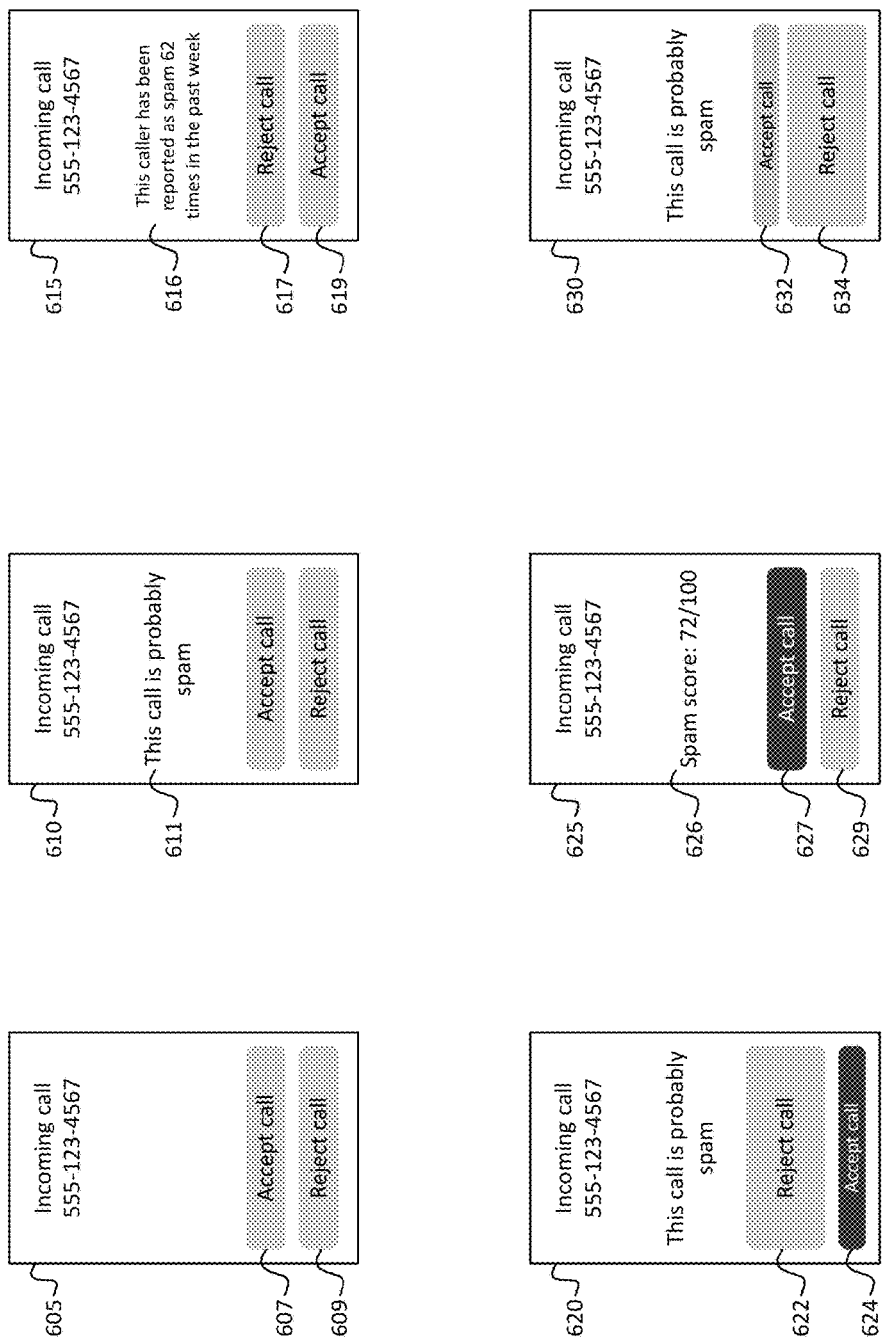 Incoming call
555-123-4567
Accept call
Reject call
605
607
609
Incoming call
555-123-4567
This call is probably
spam
Accept call
Reject call
610
611
Incoming call
555-123-4567
This caller has been
reported as spam 62
times in the past week
Reject call
Accept call
615
616
617
619
Incoming call
555-123-4567
This call is probably
spam
Reject call
Accept call
620
622
624
Incoming call
555-123-4567
Spam score: 72/100
Accept call
Reject call
625
626
627
629
Incoming call
555-123-4567
This call is probably
spam
Accept call
Reject call
630
632
634